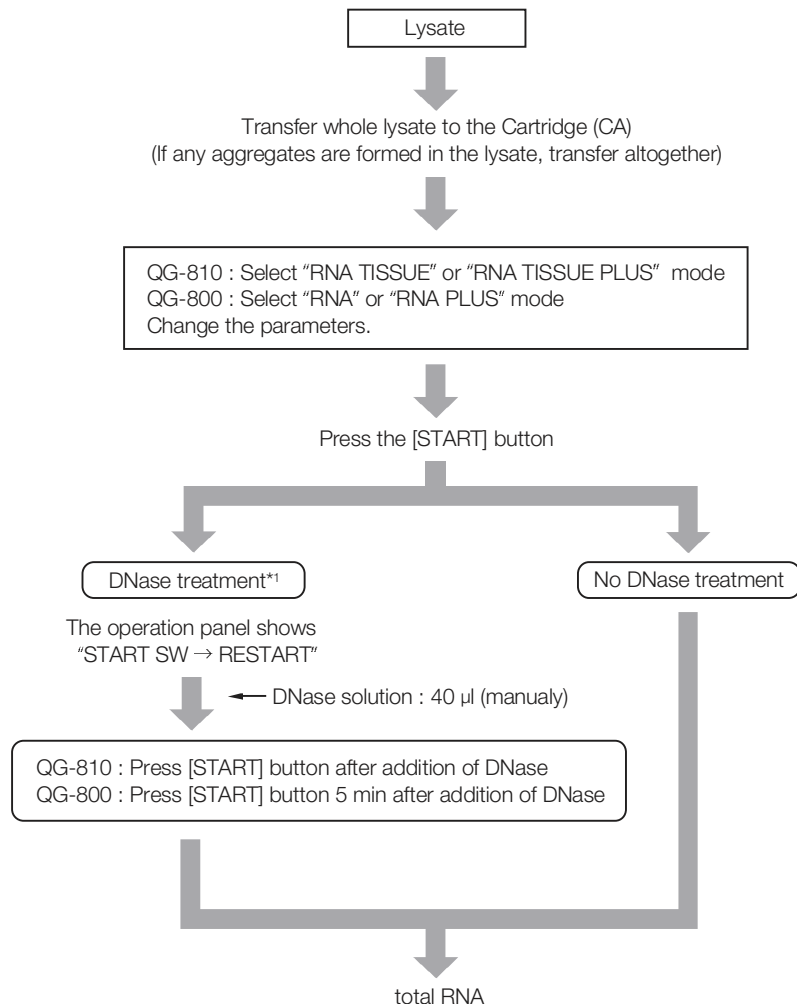 Lysate
Transfer whole lysate to the Cartridge (CA)
(If any aggregates are formed in the lysate, transfer altogether)
QG-810 : Select “RNA TISSUE” or “RNA TISSUE PLUS” mode
QG-800 : Select “RNA” or “RNA PLUS” mode
Change the parameters.
Press the [START] button
DNase treatment*1
No DNase treatment
The operation panel shows
“START SW → RESTART”
DNase solution : 40 μl (manualy)
QG-810 : Press [START] button after addition of DNase
QG-800 : Press [START] button 5 min after addition of DNase
total RNA